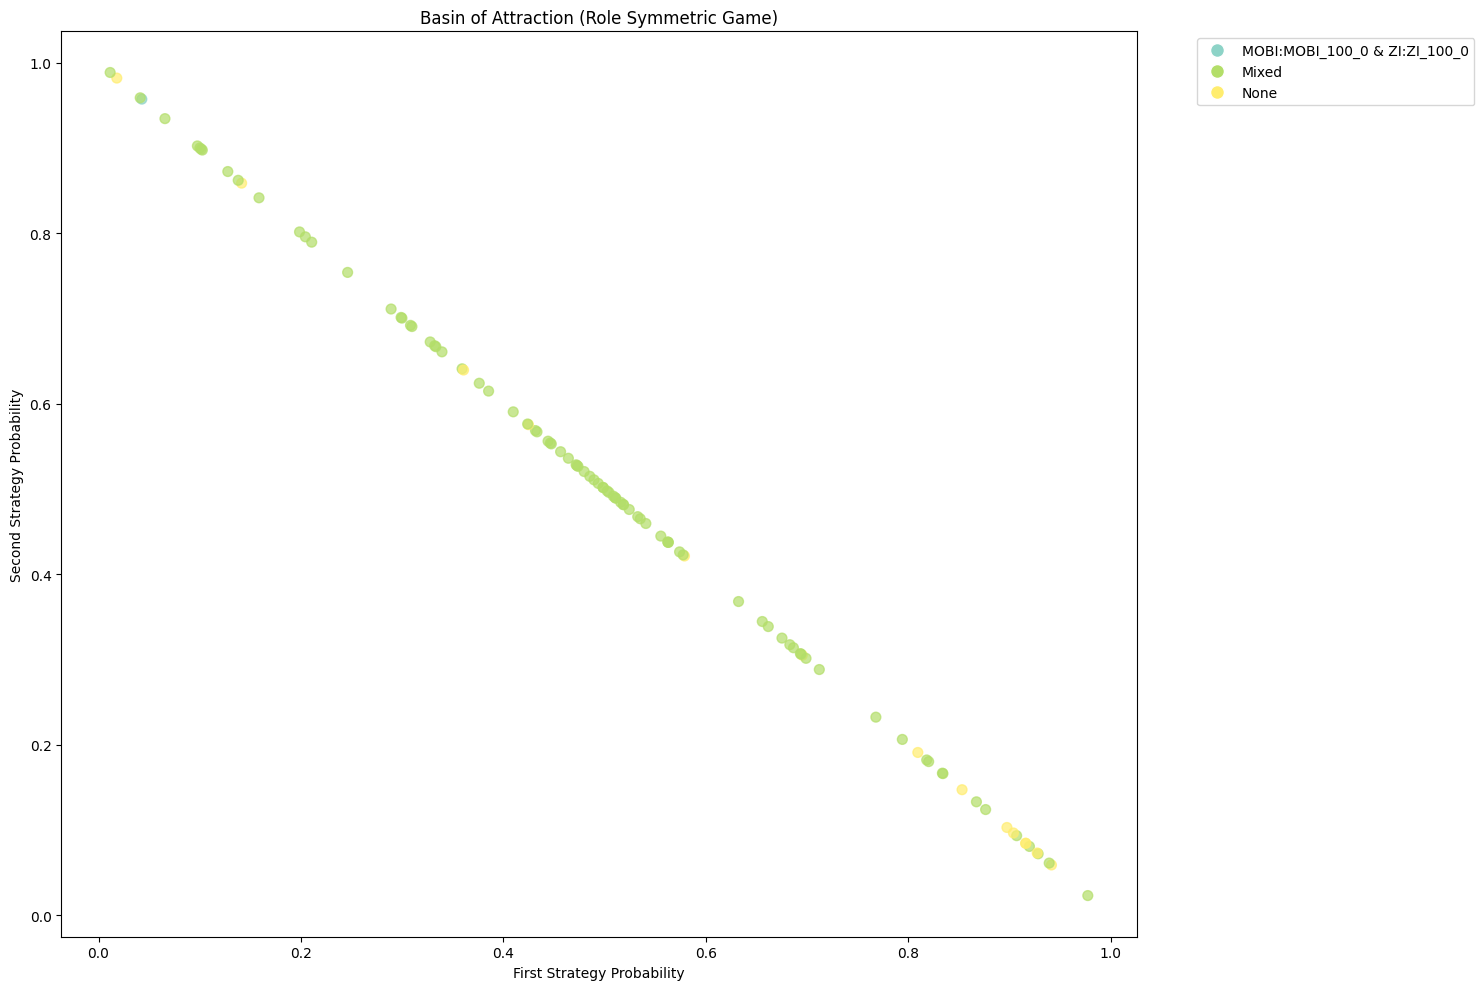 Basin of Attraction (Role Symmetric Game)
MOBI:MOBI_100_0 & ZI:ZI_100_0
Mixed
None
Second Strategy Probability
1.0
0.8
0.6
0.4
0.2
0.0
0.0 0.2 0.4 0.6 0.8 1.0
First Strategy Probability